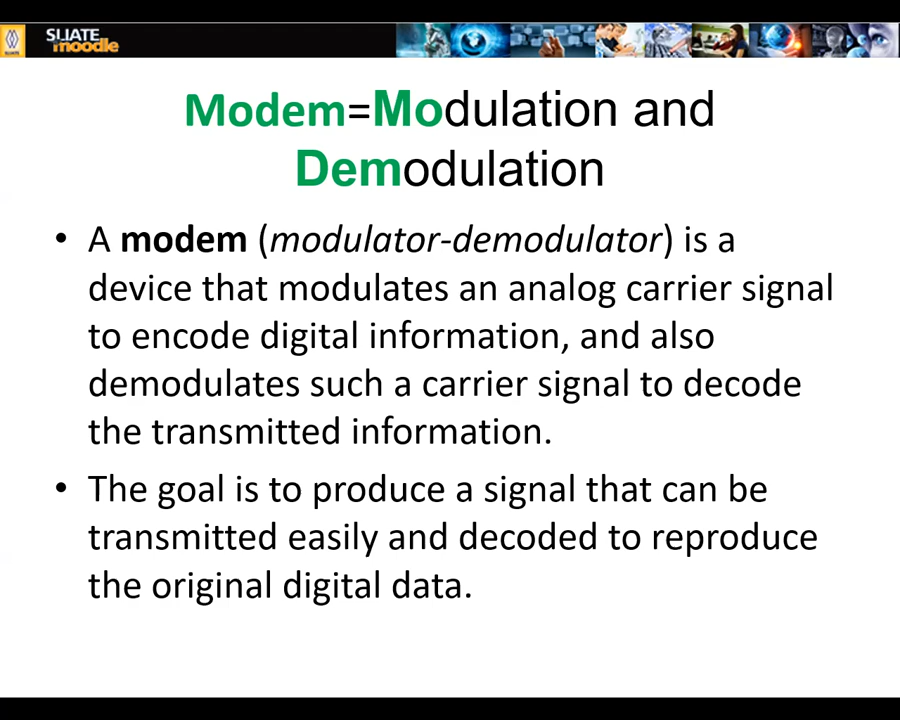 SLIATE
moodle
Modem=Modulation and
Demodulation
• A modem (modulator-demodulator) is a
device that modulates an analog carrier signal
to encode digital information, and also
demodulates such a carrier signal to decode
the transmitted information.
• The goal is to produce a signal that can be
transmitted easily and decoded to reproduce
the original digital data.